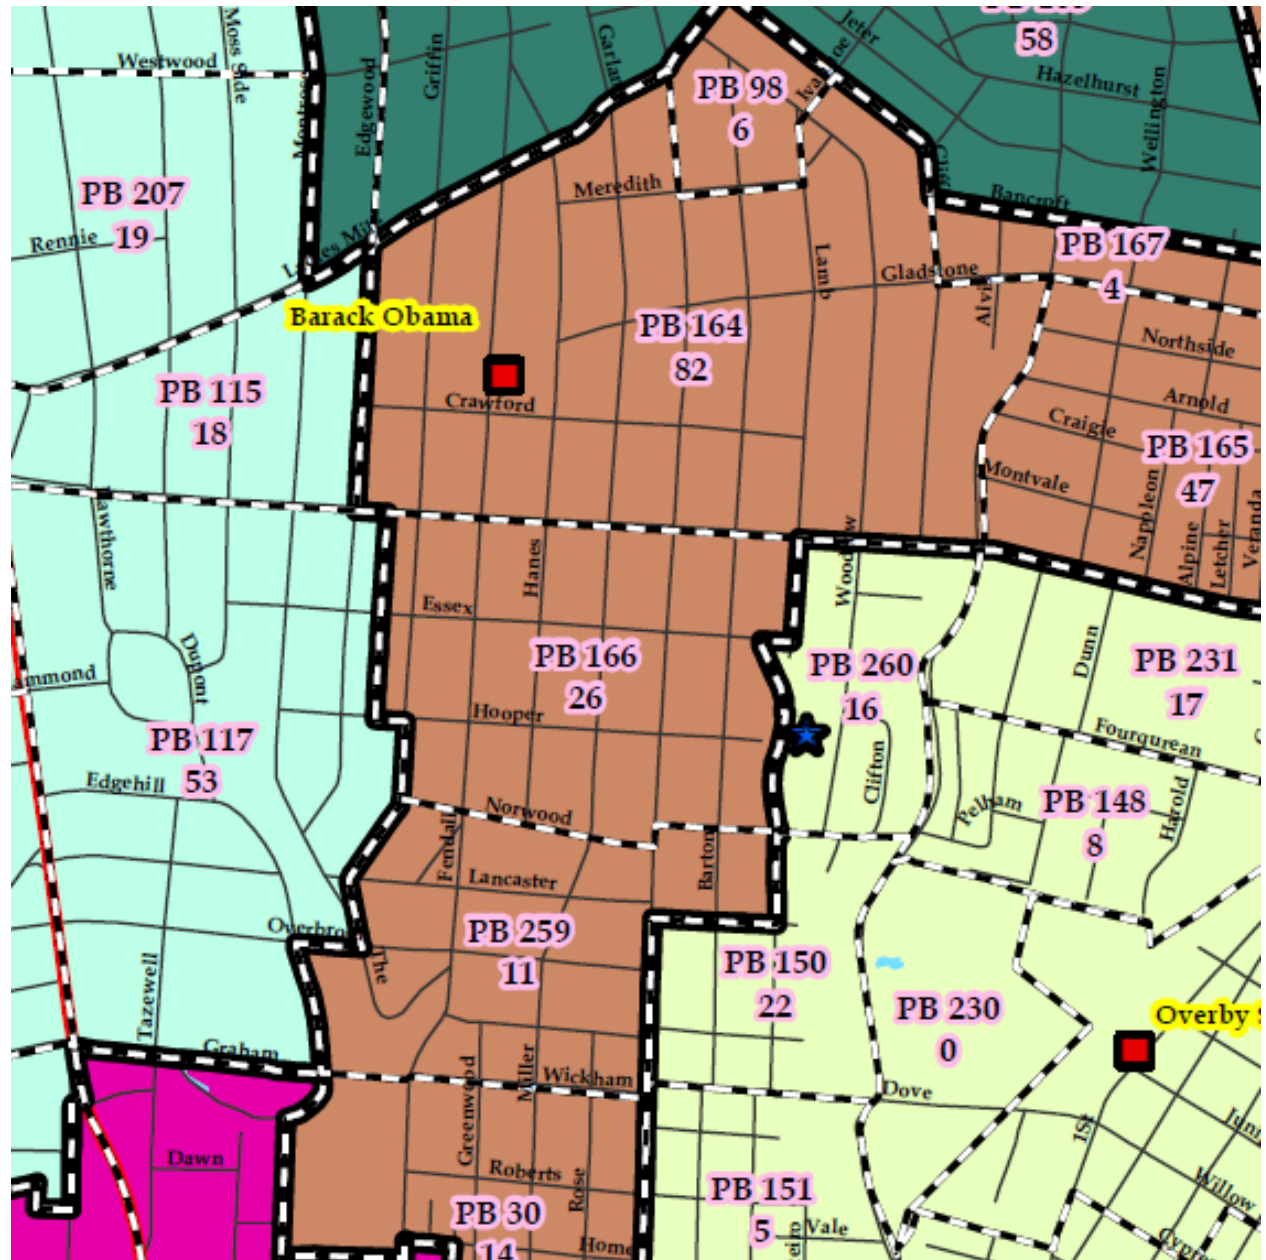 58
Jeter
Hazelhurst
Wellington
Westwood
Moss Side
Edgewood
Griffin
PB 98
6
PB 207
19
Rennie
Meredith
Bancroft
PB 167
4
Gladstone
Lamb
Barack Obama
PB 164
82
Northside
PB 115
18
Crawford
Arnold
Craigie
PB 165
47
Montvale
Napoleon
Alpine
Letcher
Veranda
Hanes
Essex
PB 166
26
PB 260
16
Dunn
PB 231
17
Dupont
Hooper
Fourqurean
PB 117
53
Edgehill
Clifton
Pelham
PB 148
8
Harold
Norwood
Fendall
Barton
Lancaster
PB 259
11
The
PB 150
22
PB 230
0
Overby S
Tazewell
Graham
Greenwood
Miller
Wickham
Dove
1St
Dawn
Roberts
Rose
PB 151
5
Vale
Willow
PB 30
14
Home